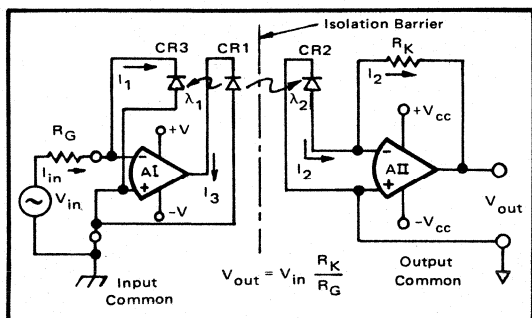 Isolation Barrier
CR3
CR1
CR2
R_K
I_1
λ_1
λ_2
I_2
+V
+V_cc
R_G
I_in
V_in
AI
I_3
I_2
AII
-V
-V_cc
V_out
Input
Common
V_out = V_in R_K / R_G
Output
Common